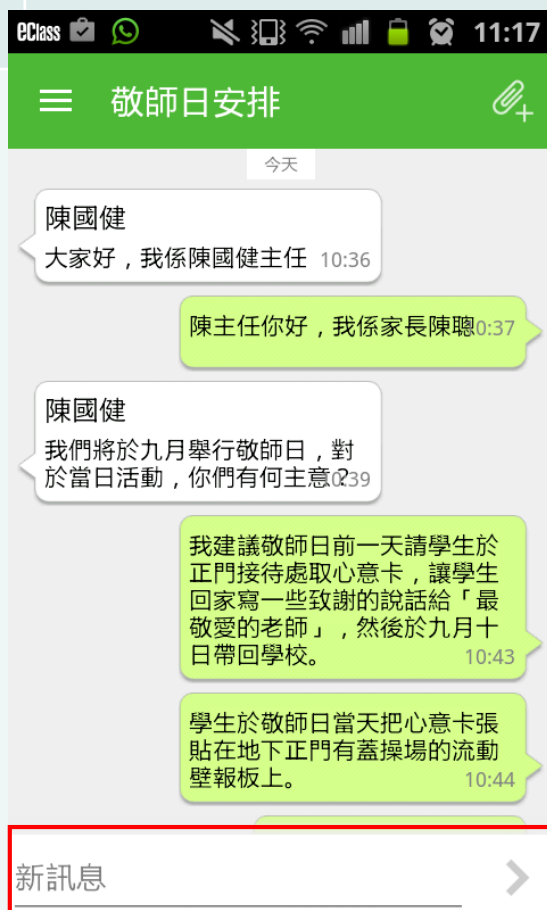 eClass 11:17
敬師日安排
今天
陳國健
大家好，我係陳國健主任 10:36
陳主任你好，我係家長陳聰0:37
陳國健
我們將於九月舉行敬師日，對
於當日活動，你們有何主意？0:39
我建議敬師日前一天請學生於
正門接待處取心意卡，讓學生
回家寫一些致謝的說話給「最
敬愛的老師」，然後於九月十
日帶回學校。 10:43
學生於敬師日當天把心意卡張
貼在地下正門有蓋操場的流動
壁報板上。 10:44
新訊息